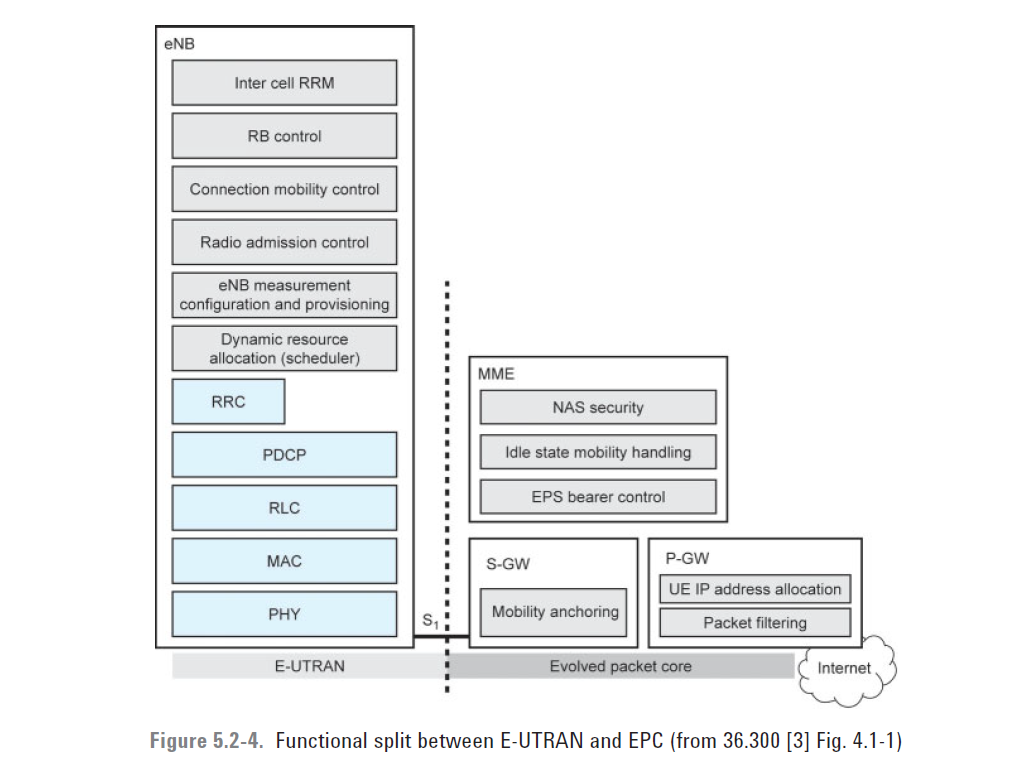 eNB
Inter cell RRM
RB control
Connection mobility control
Radio admission control
eNB measurement
configuration and provisioning
Dynamic resource
allocation (scheduler)
RRC
PDCP
RLC
MAC
PHY
S1
MME
NAS security
Idle state mobility handling
EPS bearer control
S-GW
Mobility anchoring
P-GW
UE IP address allocation
Packet filtering
E-UTRAN
Evolved packet core
Internet
Figure 5.2-4. Functional split between E-UTRAN and EPC (from 36.300 [3] Fig. 4.1-1)